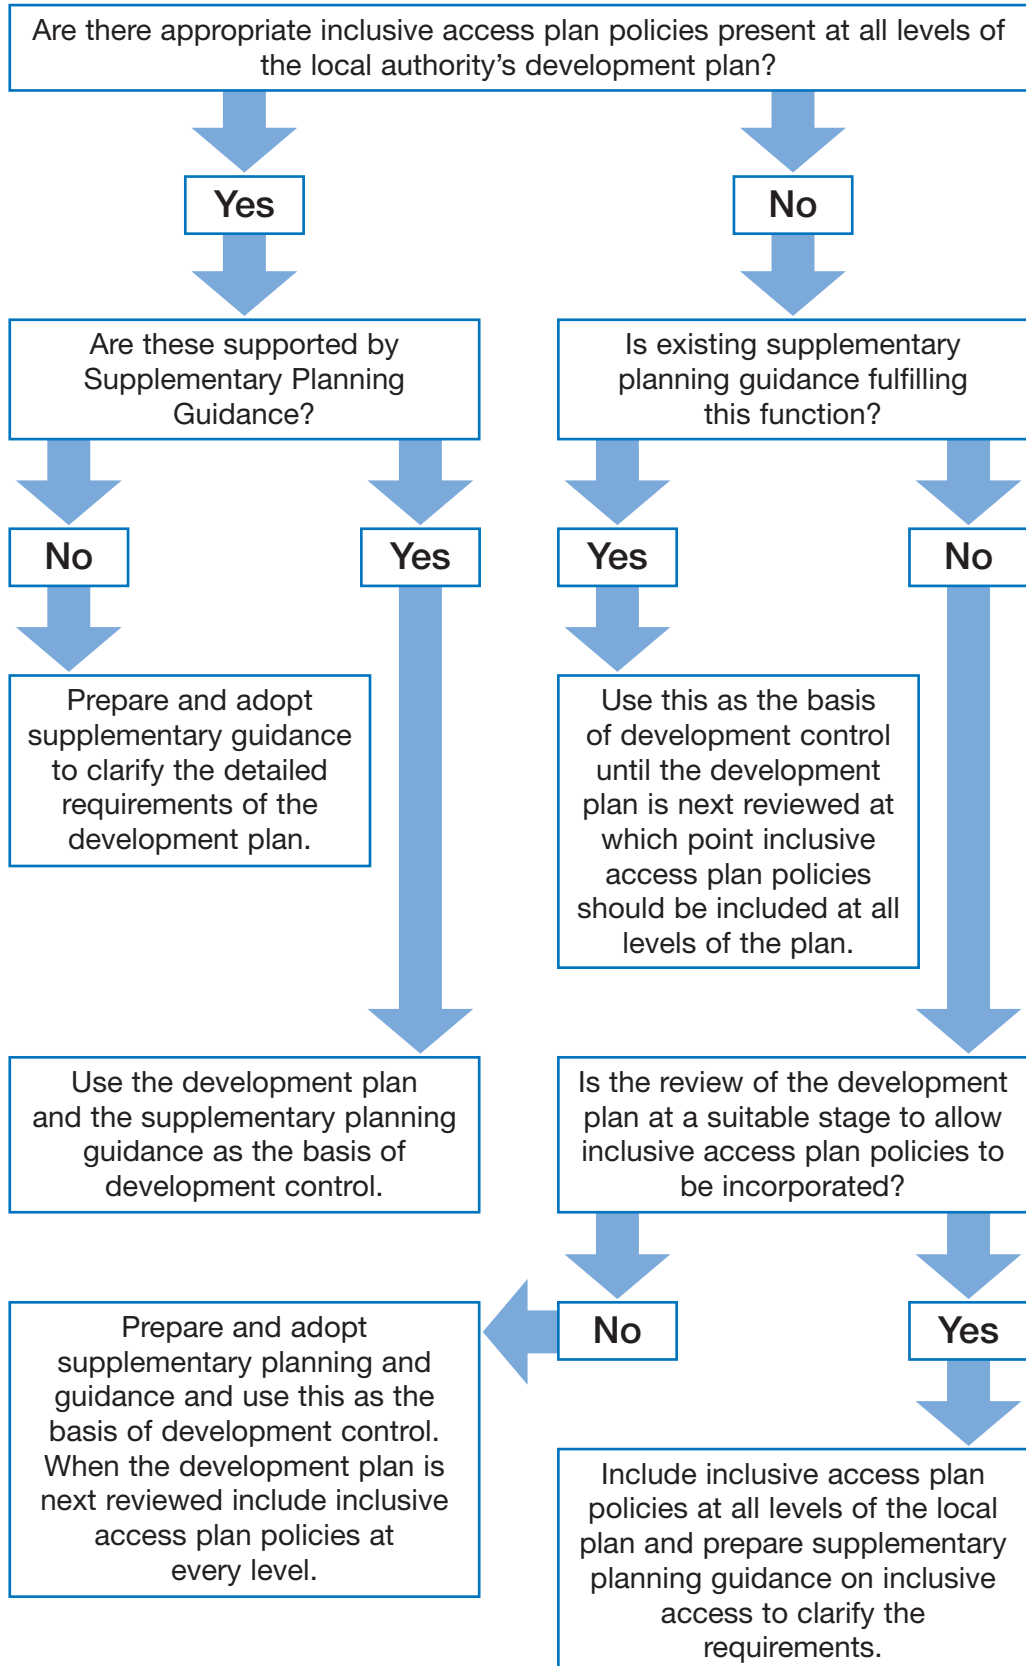 Are there appropriate inclusive access plan policies present at all levels of
the local authority's development plan?
Yes
No
Are these supported by
Supplementary Planning
Guidance?
Is existing supplementary
planning guidance fulfilling
this function?
No
Yes
Yes
No
Prepare and adopt
supplementary guidance
to clarify the detailed
requirements of the
development plan.
Use this as the basis
of development control
until the development
plan is next reviewed at
which point inclusive
access plan policies
should be included at all
levels of the plan.
Use the development plan
and the supplementary planning
guidance as the basis of
development control.
Is the review of the development
plan at a suitable stage to allow
inclusive access plan policies to
be incorporated?
No
Yes
Prepare and adopt
supplementary planning and
guidance and use this as the
basis of development control.
When the development plan is
next reviewed include inclusive
access plan policies at
every level.
Include inclusive access plan
policies at all levels of the local
plan and prepare supplementary
planning guidance on inclusive
access to clarify the
requirements.